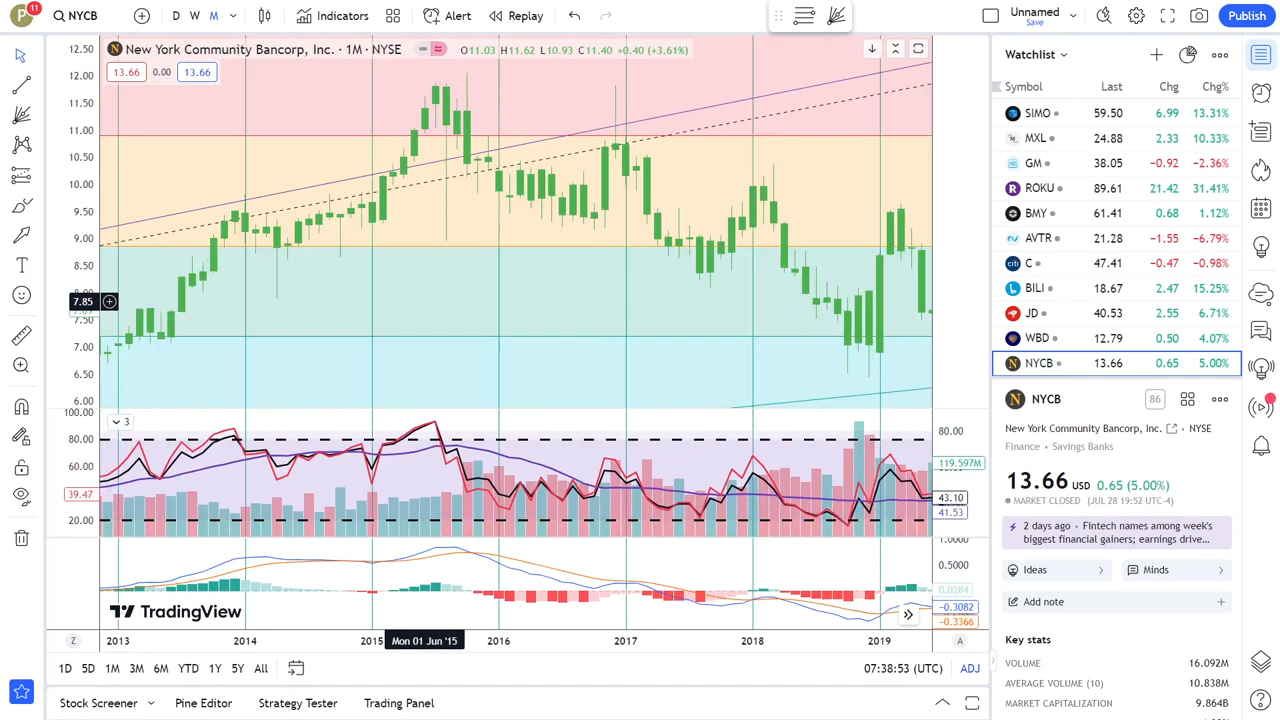 P 11 NYCB D W M Indicators Alert Replay Unnamed Save Publish
N New York Community Bancorp, Inc. · 1M · NYSE O11.03 H11.62 L10.93 C11.40 +0.40 (+3.61%)
13.66 0.00 13.66
12.50
12.00
11.50
11.00
10.50
10.00
9.50
9.00
8.50
7.85
7.50
7.00
6.50
6.00
3
100.00
80.00
60.00
39.47
20.00
80.00
119.597M
43.10
41.53
1.0000
0.5000
0.0284
-0.3082
-0.3366
TradingView
Z 2013 2014 2015 Mon 01 Jun '15 2016 2017 2018 2019 A
1D 5D 1M 3M 6M YTD 1Y 5Y All 07:38:53 (UTC) ADJ
Stock Screener Pine Editor Strategy Tester Trading Panel
Watchlist
Symbol Last Chg Chg%
SIMO 59.50 6.99 13.31%
MXL 24.88 2.33 10.33%
GM 38.05 −0.92 −2.36%
ROKU 89.61 21.42 31.41%
BMY 61.41 0.68 1.12%
AVTR 21.28 −1.55 −6.79%
citi C 47.41 −0.47 −0.98%
BILI 18.67 2.47 15.25%
JD 40.53 2.55 6.71%
WBD 12.79 0.50 4.07%
N NYCB 13.66 0.65 5.00%
N NYCB 86
New York Community Bancorp, Inc. · NYSE
Finance · Savings Banks
13.66 USD 0.65 (5.00%)
MARKET CLOSED (JUL 28 19:52 UTC-4)
2 days ago · Fintech names among week's
biggest financial gainers; earnings drive...
Ideas Minds
Add note
Key stats
VOLUME 16.092M
AVERAGE VOLUME (10) 10.838M
MARKET CAPITALIZATION 9.864B